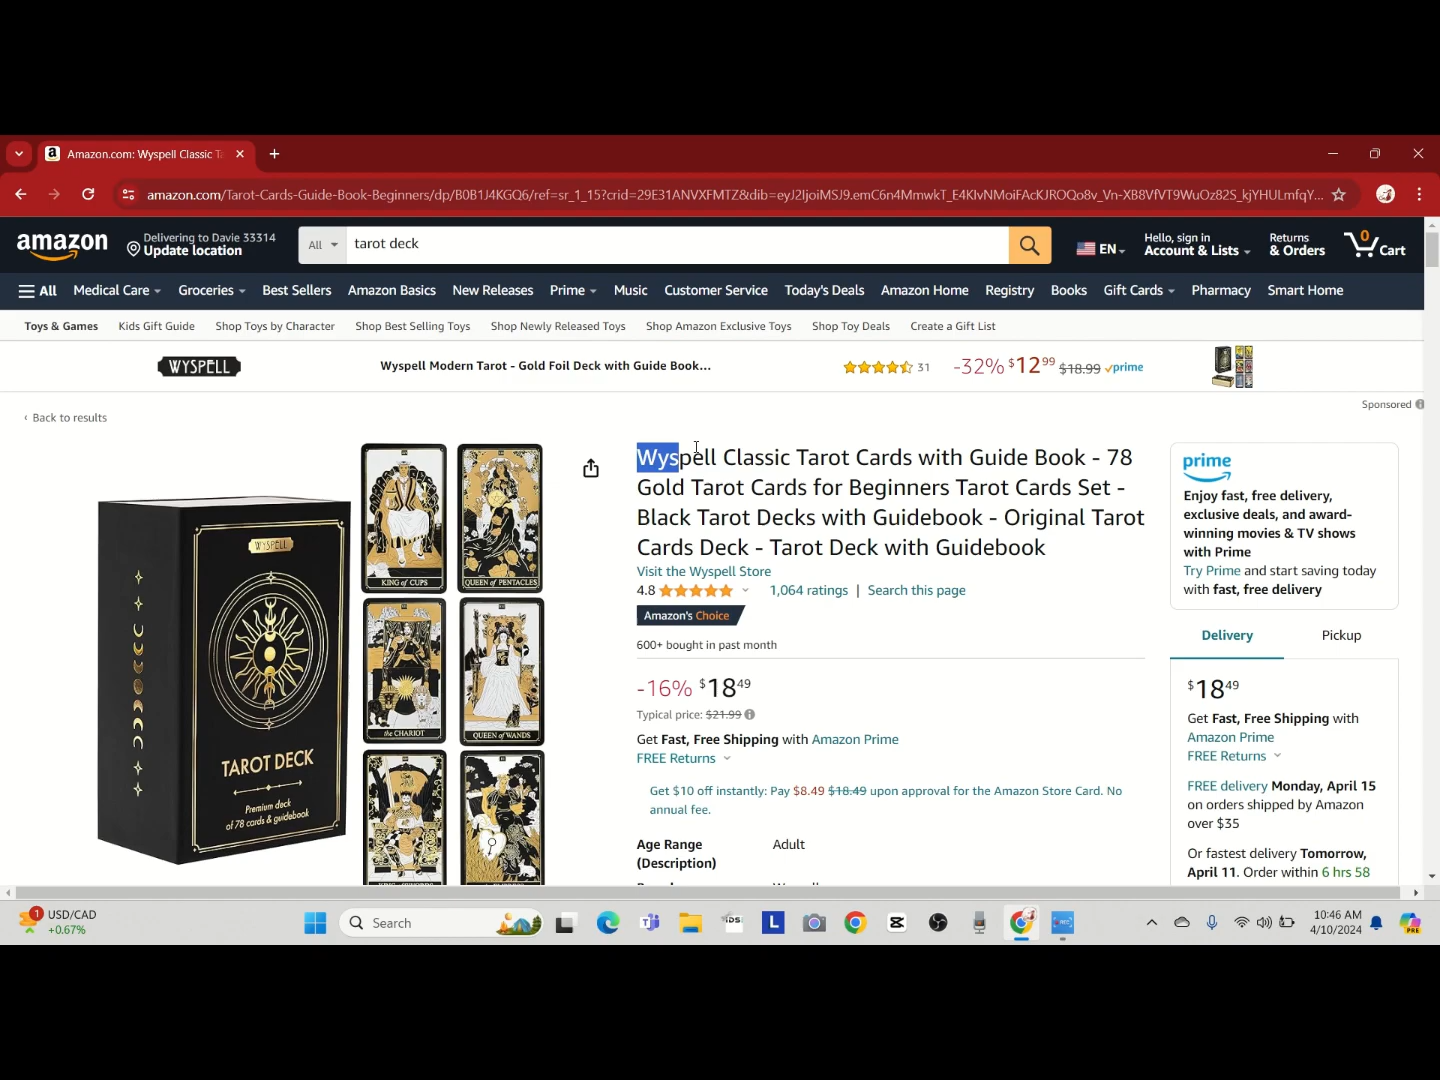 Amazon.com: Wyspell Classic T
amazon.com/Tarot-Cards-Guide-Book-Beginners/dp/B0B1J4KGQ6/ref=sr_1_15?crid=29E31ANVXFMTZ&dib=eyJ2IjoiMSJ9.emC6n4MmwkT_E4KIvNMoiFAcKJROQo8v_Vn-XB8VfVT9WuOz82S_kjYHULmfqY...
amazon
Delivering to Davie 33314
Update location
All
tarot deck
EN
Hello, sign in
Account & Lists
Returns
& Orders
0
Cart
All
Medical Care
Groceries
Best Sellers
Amazon Basics
New Releases
Prime
Music
Customer Service
Today's Deals
Amazon Home
Registry
Books
Gift Cards
Pharmacy
Smart Home
Toys & Games
Kids Gift Guide
Shop Toys by Character
Shop Best Selling Toys
Shop Newly Released Toys
Shop Amazon Exclusive Toys
Shop Toy Deals
Create a Gift List
WYSPELL
Wyspell Modern Tarot - Gold Foil Deck with Guide Book...
31
-32% $12 99 $18.99 prime
Sponsored
‹ Back to results
WYSPELL
TAROT DECK
Premium deck
of 78 cards & guidebook
KING of CUPS
QUEEN of PENTACLES
the CHARIOT
QUEEN of WANDS
Wyspell Classic Tarot Cards with Guide Book - 78
Gold Tarot Cards for Beginners Tarot Cards Set -
Black Tarot Decks with Guidebook - Original Tarot
Cards Deck - Tarot Deck with Guidebook
Visit the Wyspell Store
4.8
1,064 ratings | Search this page
Amazon's Choice
600+ bought in past month
-16% $18 49
Typical price: $21.99
Get Fast, Free Shipping with Amazon Prime
FREE Returns
Get $10 off instantly: Pay $8.49 $18.49 upon approval for the Amazon Store Card. No
annual fee.
Age Range
(Description)
Adult
prime
Enjoy fast, free delivery,
exclusive deals, and award-
winning movies & TV shows
with Prime
Try Prime and start saving today
with fast, free delivery
Delivery
Pickup
$18 49
Get Fast, Free Shipping with
Amazon Prime
FREE Returns
FREE delivery Monday, April 15
on orders shipped by Amazon
over $35
Or fastest delivery Tomorrow,
April 11. Order within 6 hrs 58
1
USD/CAD
+0.67%
Search
iDS
L
10:46 AM
4/10/2024
PRE